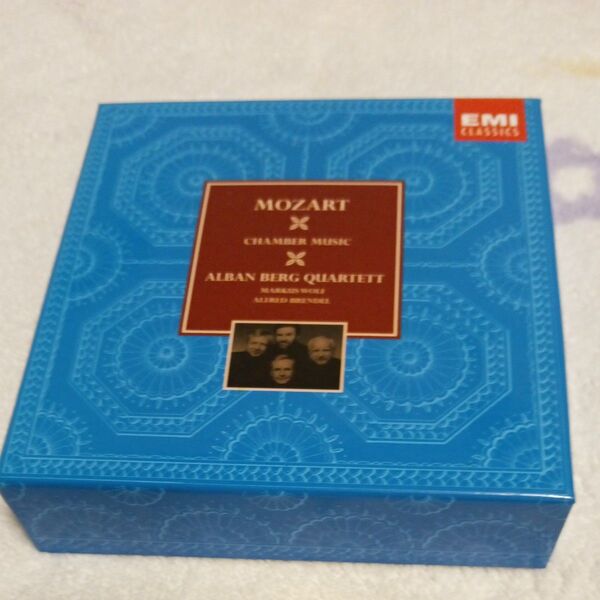 EMI
CLASSICS
MOZART
CHAMBER MUSIC
ALBAN BERG QUARTETT
MARKUS WOLF
ALFRED BRENDEL